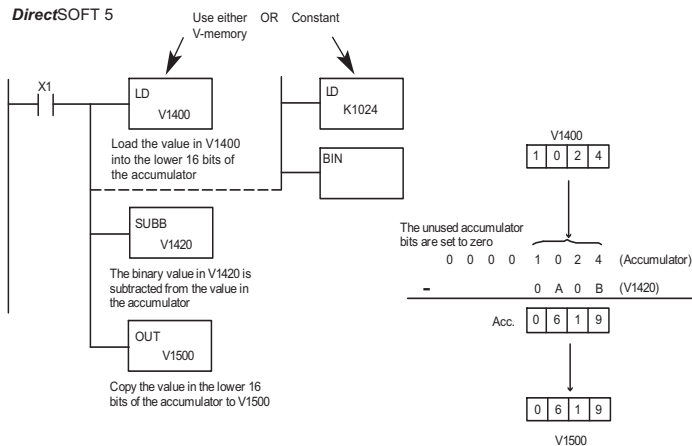 DirectSOFT 5
Use either OR Constant
V-memory
X1
LD
V1400
LD
K1024
Load the value in V1400
into the lower 16 bits of
the accumulator
BIN
SUBB
V1420
The binary value in V1420 is
subtracted from the value in
the accumulator
OUT
V1500
Copy the value in the lower 16
bits of the accumulator to V1500
V1400
1 0 2 4
The unused accumulator
bits are set to zero
0 0 0 0 1 0 2 4 (Accumulator)
- 0 A 0 B (V1420)
Acc. 0 6 1 9
0 6 1 9
V1500